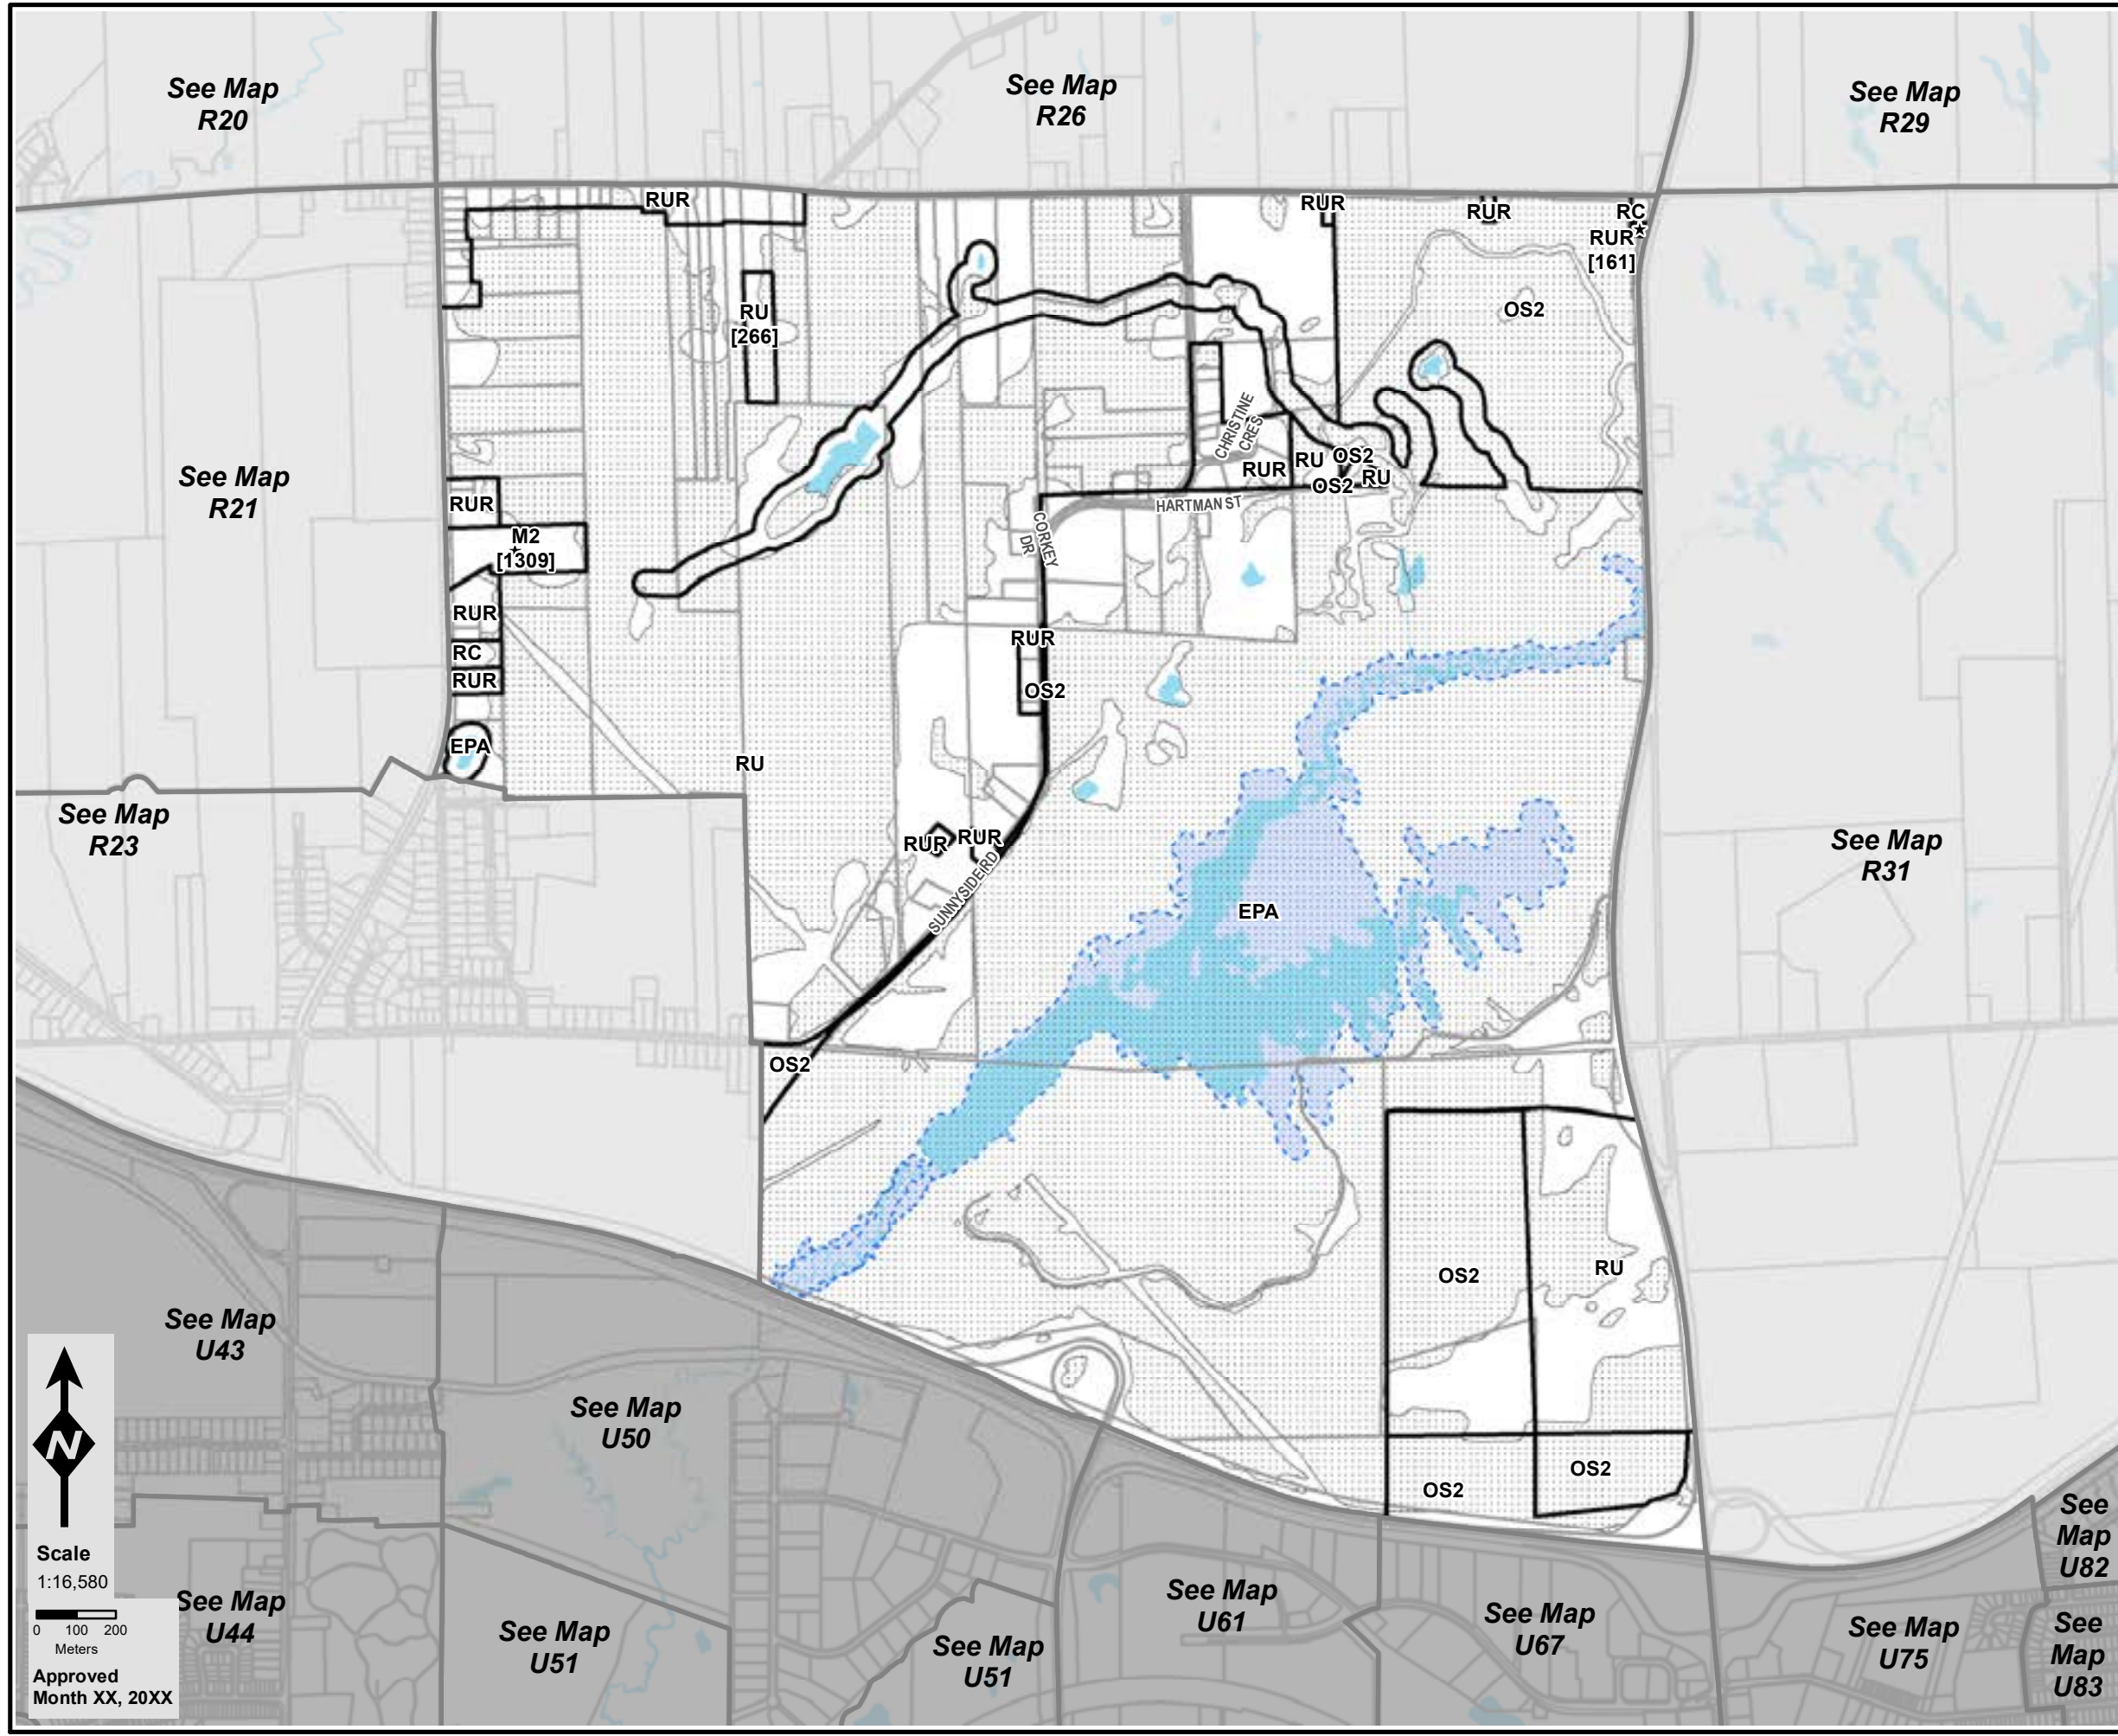 See Map
R20
See Map
R26
See Map
R29
RUR
RUR
RUR
RC
RUR
[161]
OS2
RU
[266]
CHRISTINE
CRES
RUR
RU
OS2
RU
OS2
HARTMAN ST
CORKEY
DR
See Map
R21
RUR
M2
[1309]
RUR
RC
RUR
EPA
RUR
OS2
RU
See Map
R23
RUR
RUR
SUNNYSIDE RD
See Map
R31
EPA
OS2
OS2
RU
OS2
OS2
See Map
U43
See Map
U50
N
Scale
1:16,580
0 100 200
Meters
Approved
Month XX, 20XX
See Map
U44
See Map
U51
See Map
U51
See Map
U61
See Map
U67
See Map
U75
See
Map
U82
See
Map
U83